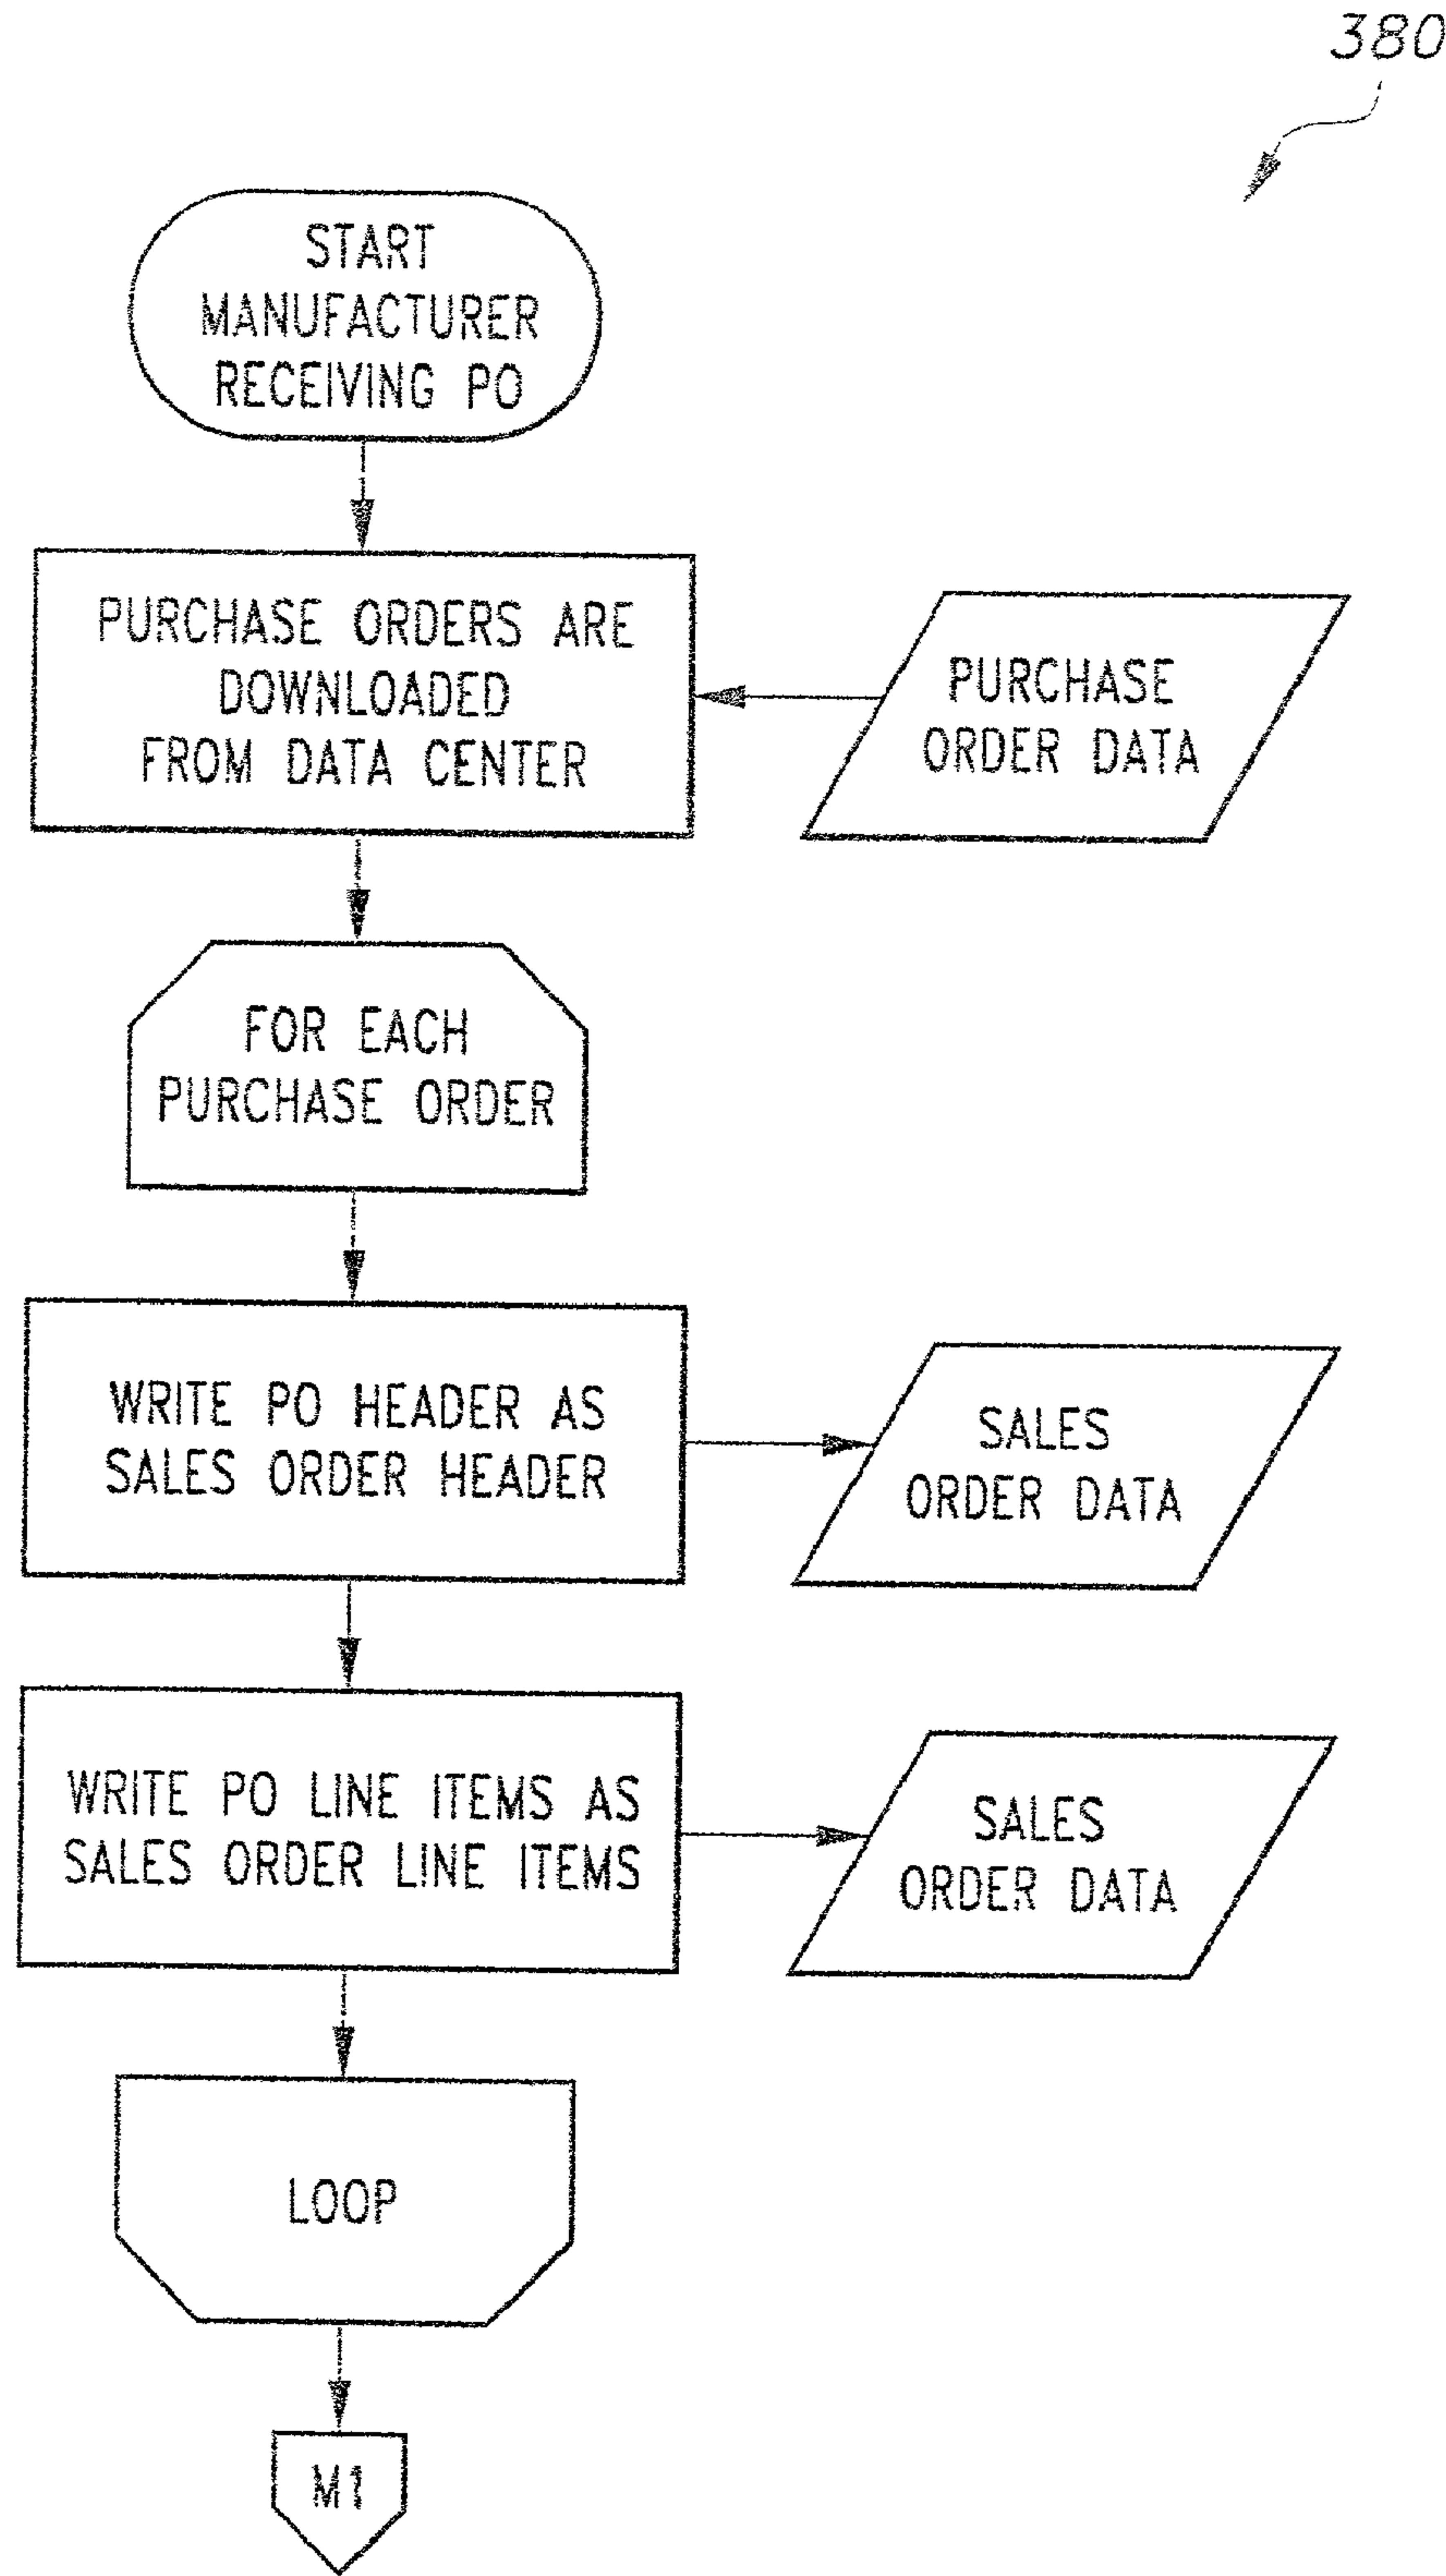 380
START
MANUFACTURER
RECEIVING PO
PURCHASE ORDERS ARE
DOWNLOADED
FROM DATA CENTER
PURCHASE
ORDER DATA
FOR EACH
PURCHASE ORDER
WRITE PO HEADER AS
SALES ORDER HEADER
SALES
ORDER DATA
WRITE PO LINE ITEMS AS
SALES ORDER LINE ITEMS
SALES
ORDER DATA
LOOP
M1